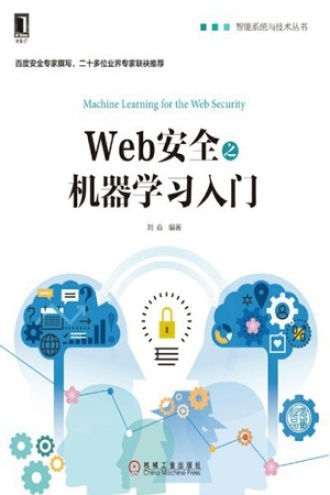 智能系统与技术丛书
百度安全专家撰写，二十多位业界专家联袂推荐
Machine Learning for the Web Security
Web安全之
机器学习入门
刘焱 编著
机械工业出版社
China Machine Press